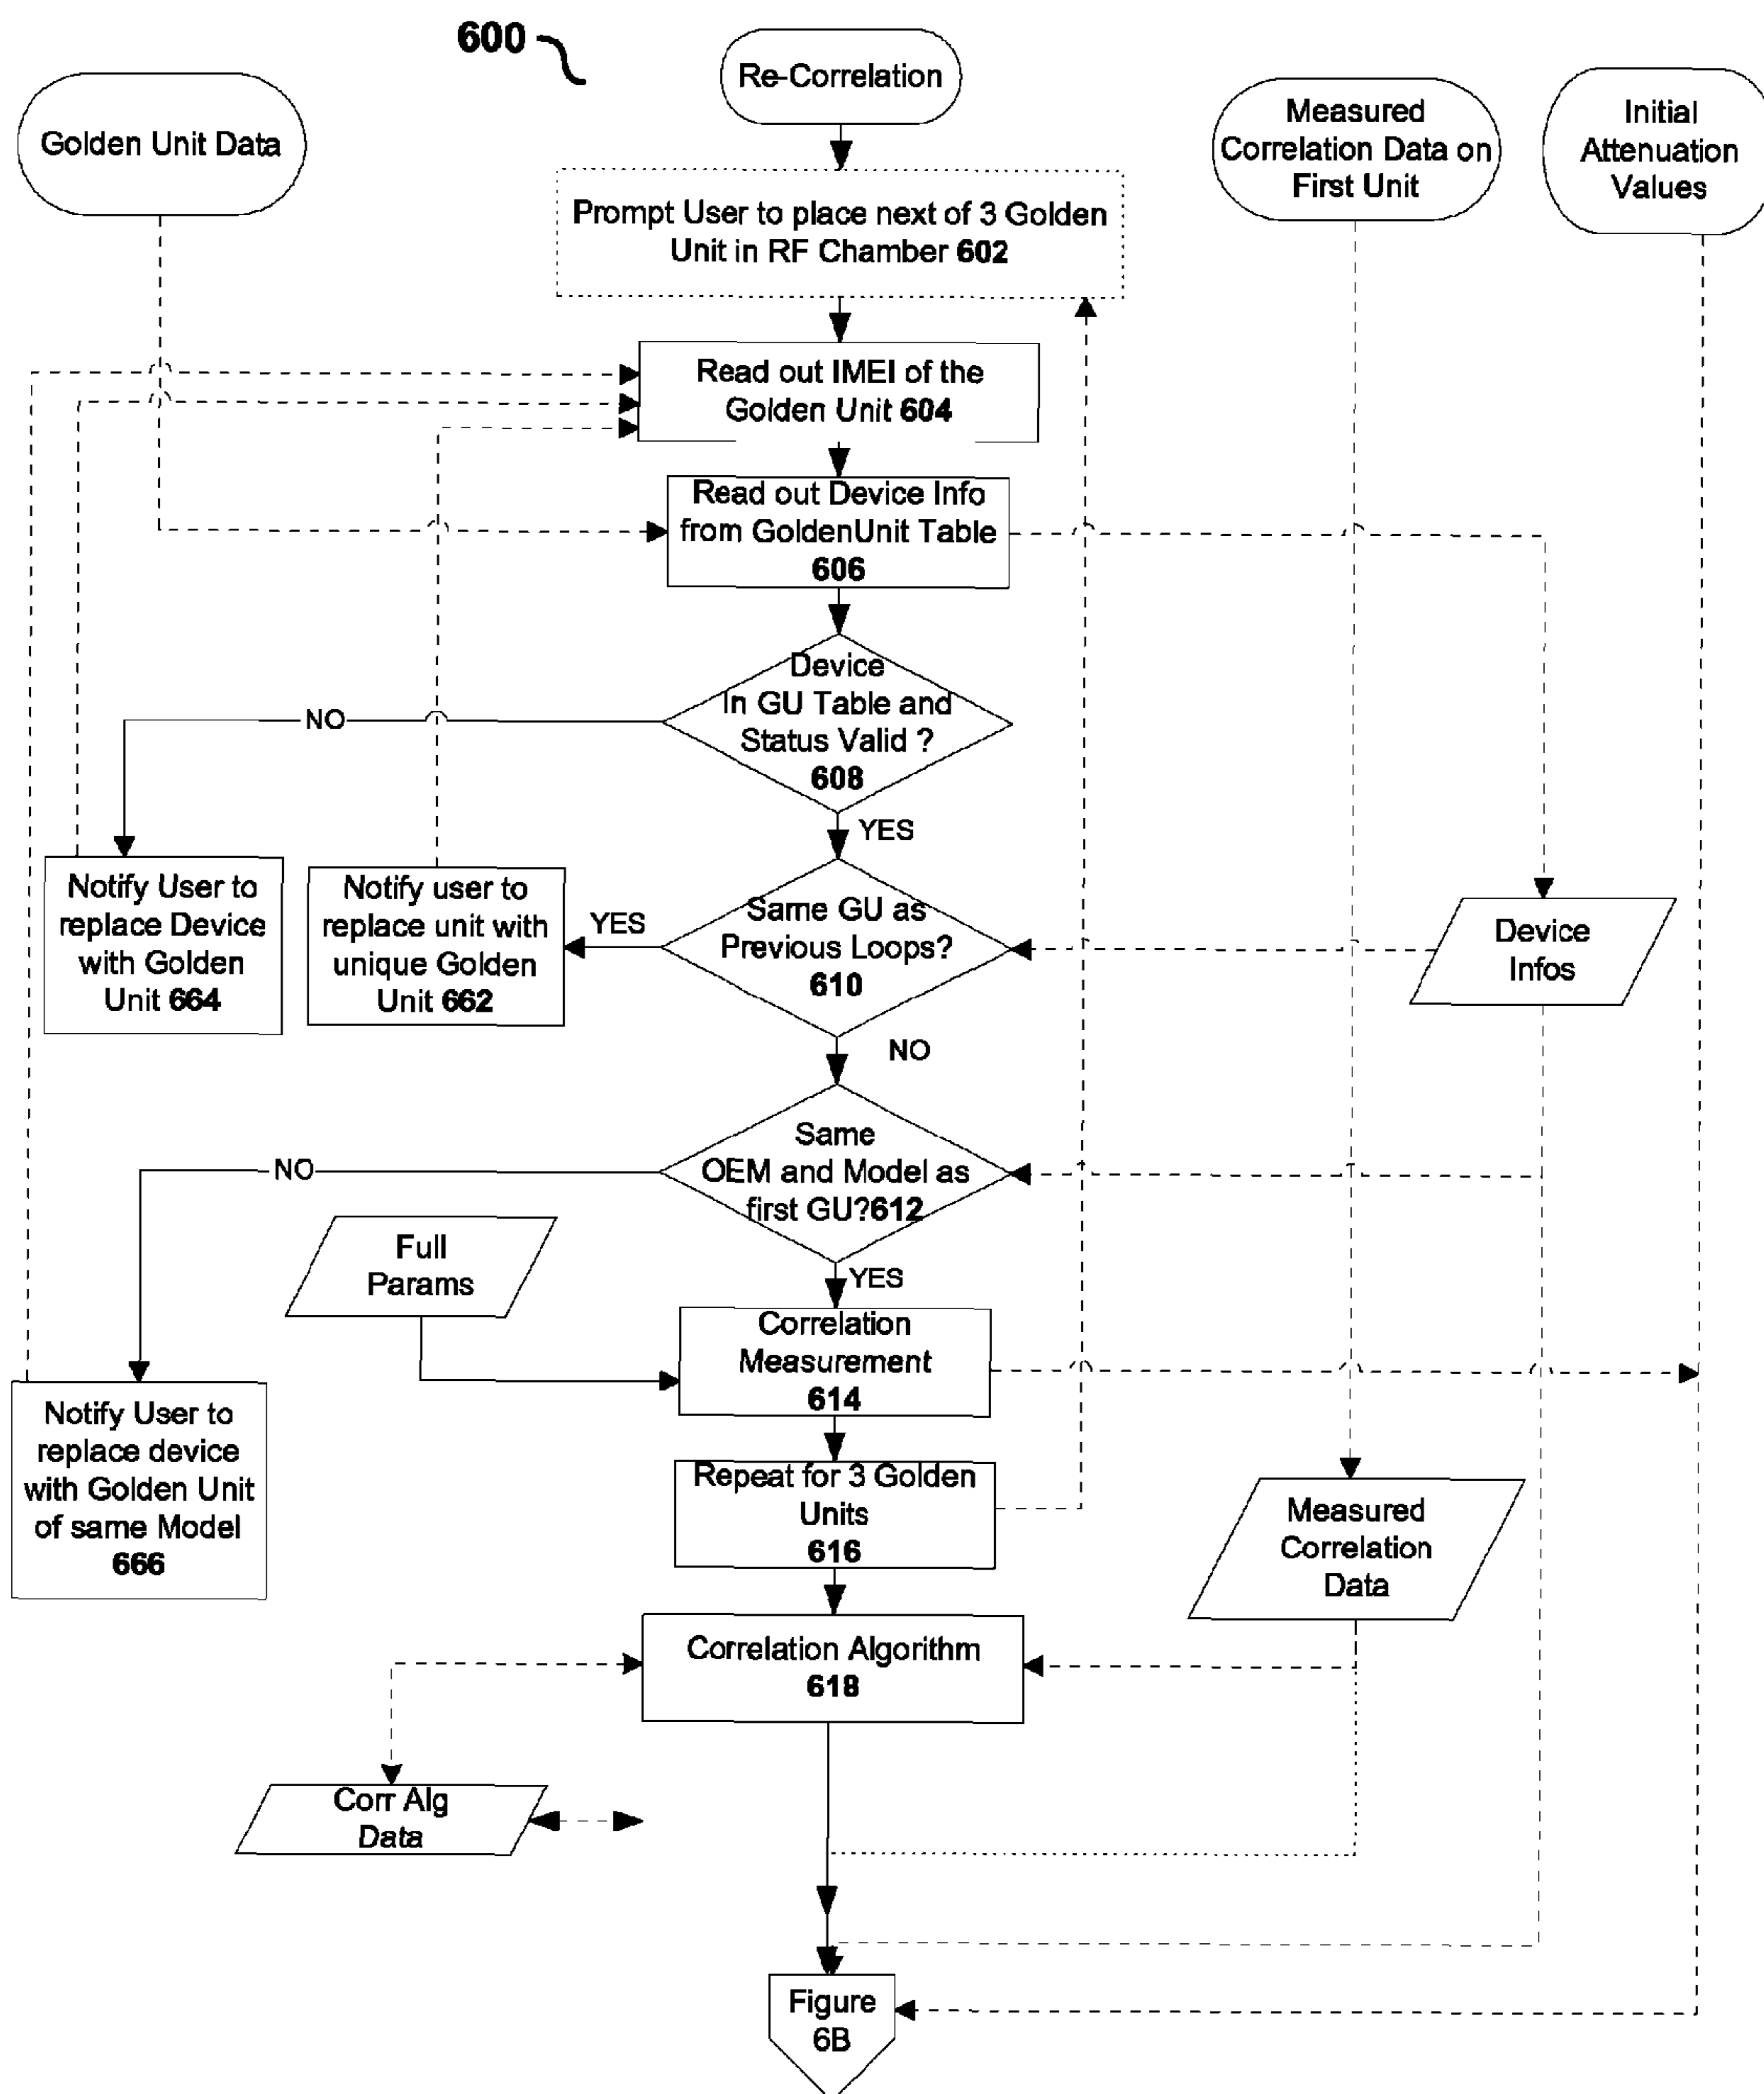 600
Re-Correlation
Golden Unit Data
Measured
Correlation Data on
First Unit
Initial
Attenuation
Values
Prompt User to place next of 3 Golden
Unit in RF Chamber 602
Read out IMEI of the
Golden Unit 604
Read out Device Info
from GoldenUnit Table
606
Device
In GU Table and
Status Valid ?
608
NO
YES
Notify User to
replace Device
with Golden
Unit 664
Notify user to
replace unit with
unique Golden
Unit 662
YES
Same GU as
Previous Loops?
610
Device
Infos
NO
Same
OEM and Model as
first GU?612
NO
Full
Params
YES
Correlation
Measurement
614
Notify User to
replace device
with Golden Unit
of same Model
666
Repeat for 3 Golden
Units
616
Measured
Correlation
Data
Correlation Algorithm
618
Corr Alg
Data
Figure
6B